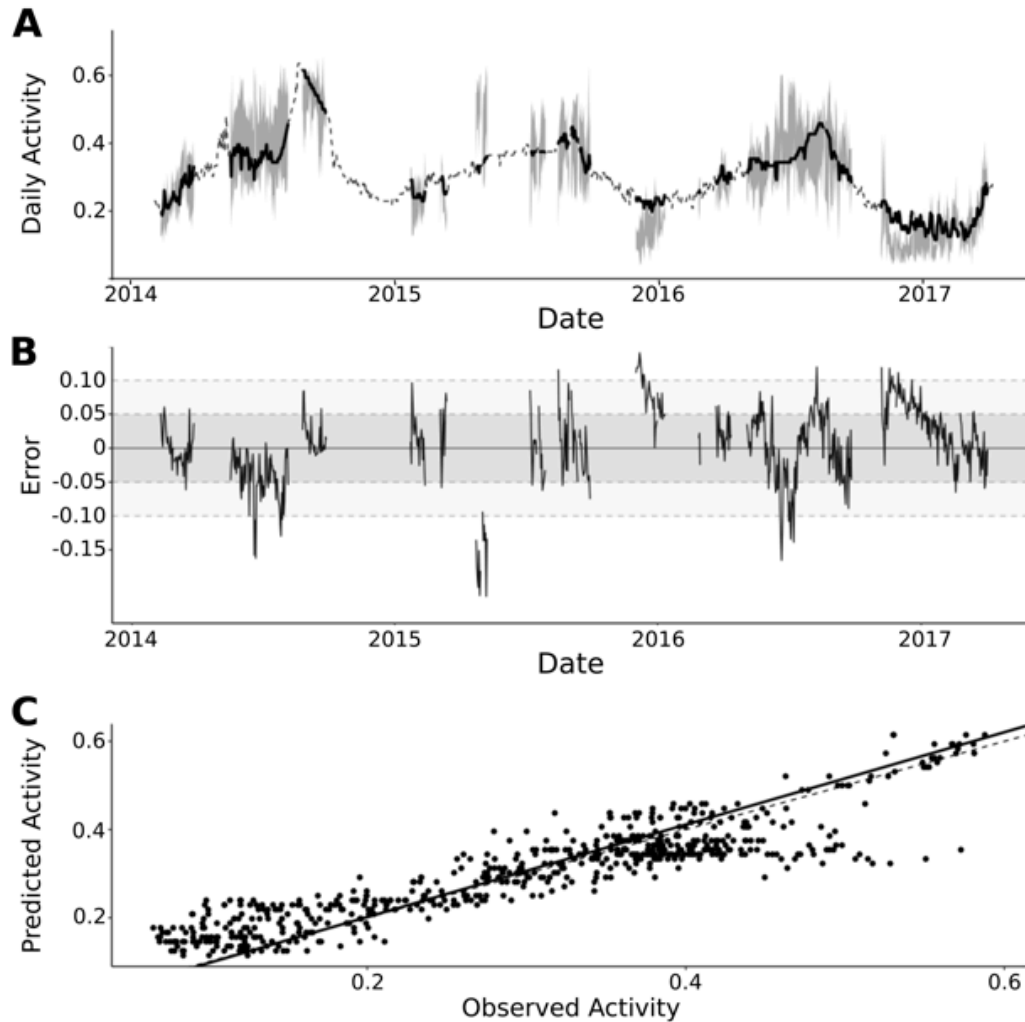 A
Daily Activity
0.6
0.4
0.2
2014 2015 2016 2017
Date
B
Error
0.10
0.05
0
-0.05
-0.10
-0.15
2014 2015 2016 2017
Date
C
Predicted Activity
0.6
0.4
0.2
0.2 0.4 0.6
Observed Activity